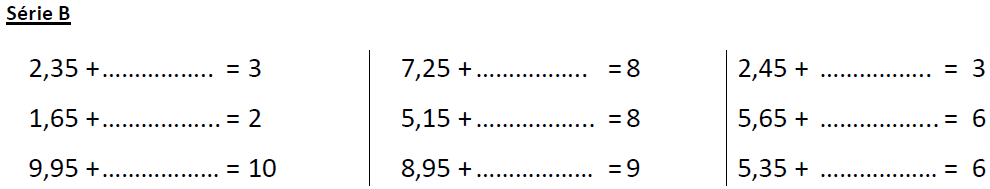 Série B
2,35 +................. = 3
1,65 +.................. = 2
9,95 +.................. = 10
7,25 +................. = 8
5,15 +.................. = 8
8,95 +.................. = 9
2,45 + ................. = 3
5,65 + .................. = 6
5,35 + .................. = 6